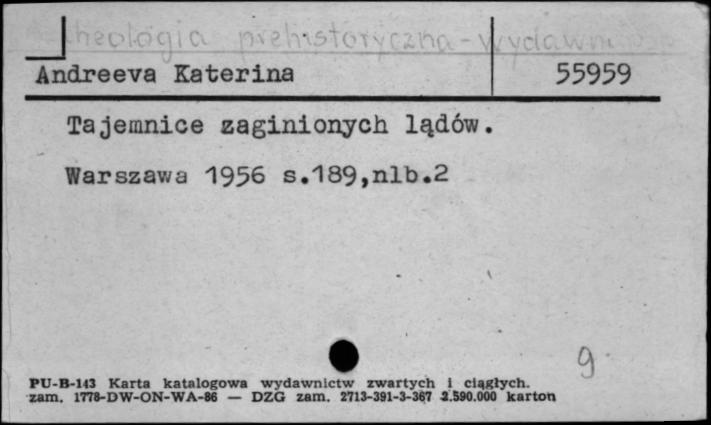 prehistoryczna -
Andreeva Katerina 55959
Tajemnice zaginionych lądów.
Warszawa 1956 s.189,nlb.2
9
PU-B-143 Karta katalogowa wydawnictw zwartych i ciągłych.
zam. 1778-DW-ON-WA-86 — DZG zam. 2713-391-3-367 2.590.000 karton